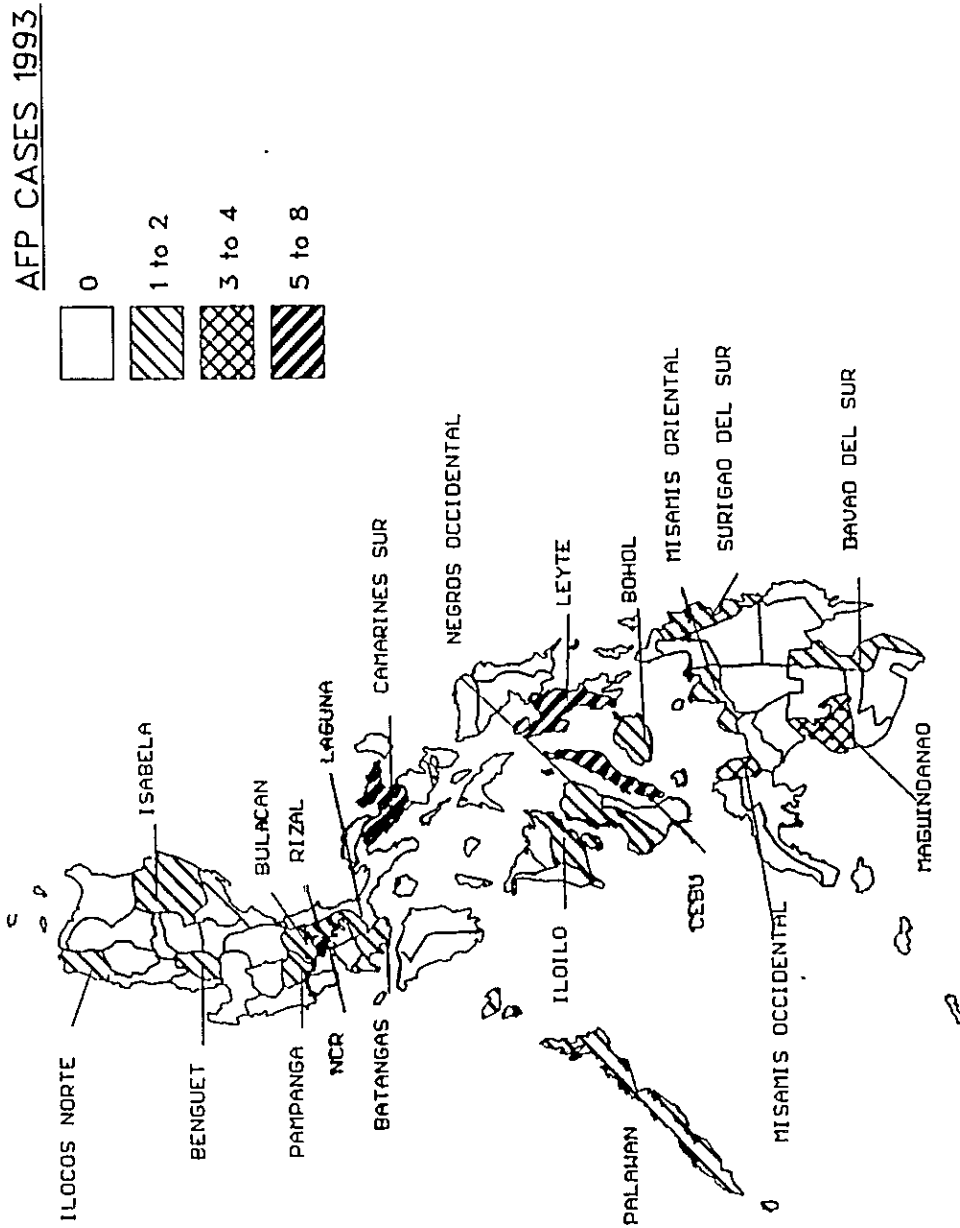 AFP CASES 1993
0
1 to 2
3 to 4
5 to 8
ILOCOS NORTE
ISABELA
BENGUET
BULACAN
RIZAL
PAMPANGA
NCR
LAGUNA
BATANGAS
CAMARINES SUR
NEGROS OCCIDENTAL
LEYTE
ILOILO
BOHOL
PALAWAN
CEBU
MISAMIS ORIENTAL
SURIGAO DEL SUR
MISAMIS OCCIDENTAL
DAVAO DEL SUR
MAGUINDANAO